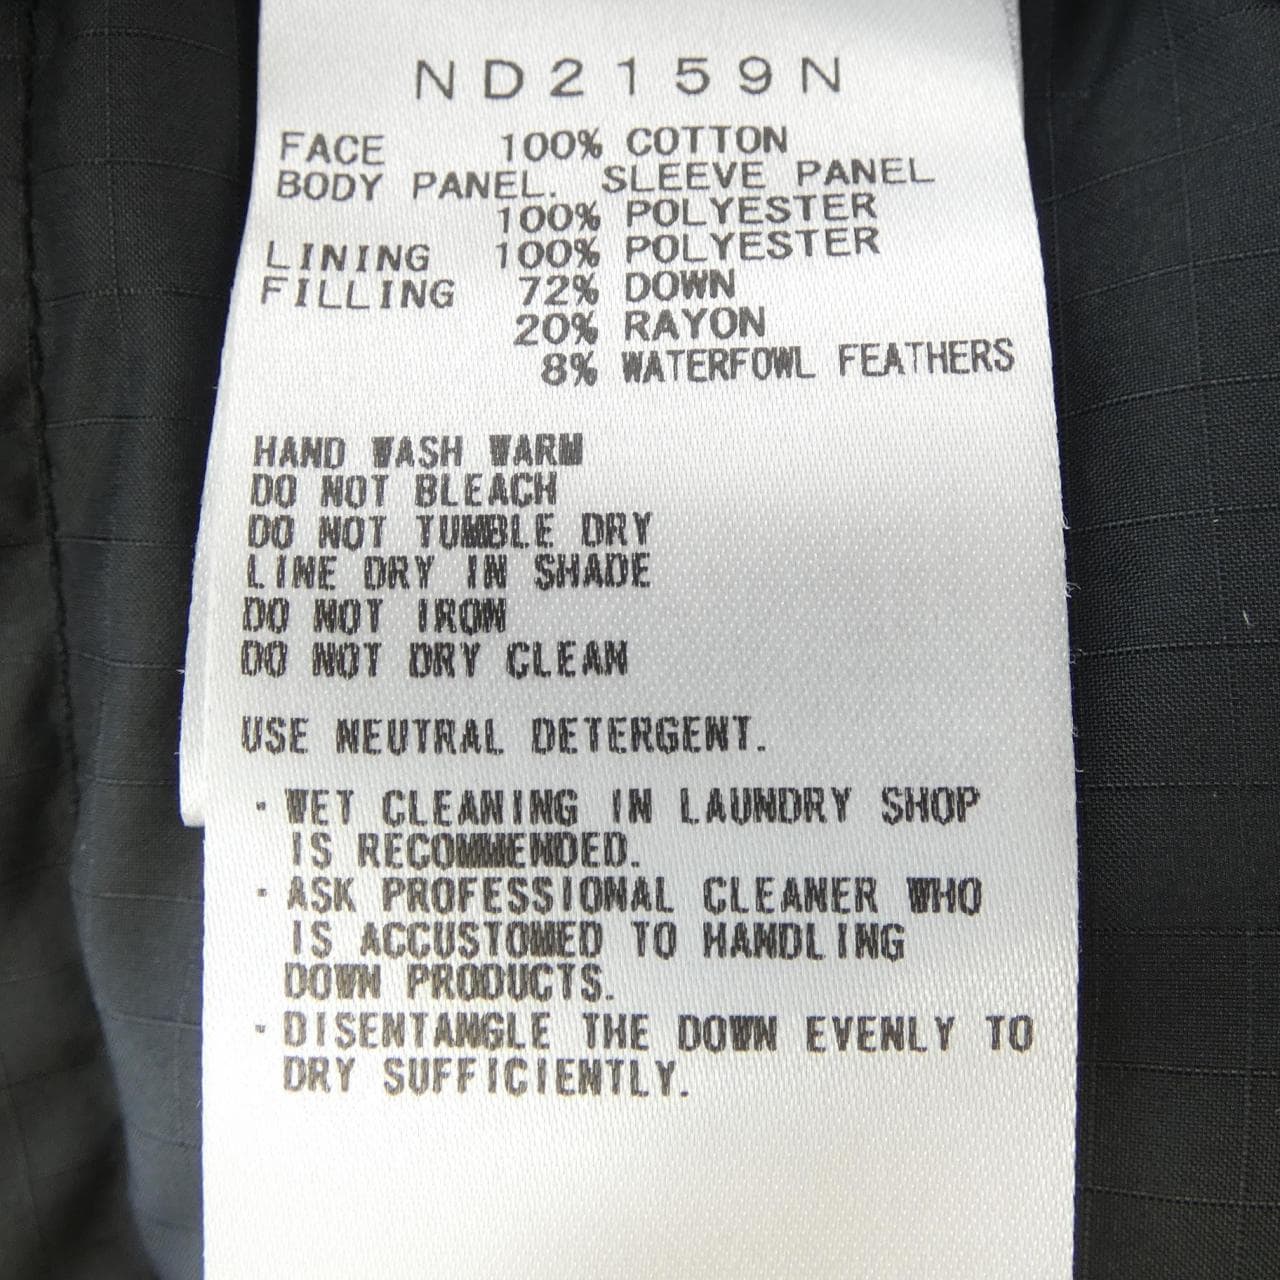 ND2159N
FACE 100% COTTON
BODY PANEL. SLEEVE PANEL
100% POLYESTER
LINING 100% POLYESTER
FILLING 72% DOWN
20% RAYON
8% WATERFOWL FEATHERS
HAND WASH WARM
DO NOT BLEACH
DO NOT TUMBLE DRY
LINE DRY IN SHADE
DO NOT IRON
DO NOT DRY CLEAN
USE NEUTRAL DETERGENT.
・WET CLEANING IN LAUNDRY SHOP
IS RECOMMENDED.
・ASK PROFESSIONAL CLEANER WHO
IS ACCUSTOMED TO HANDLING
DOWN PRODUCTS.
・DISENTANGLE THE DOWN EVENLY TO
DRY SUFFICIENTLY.